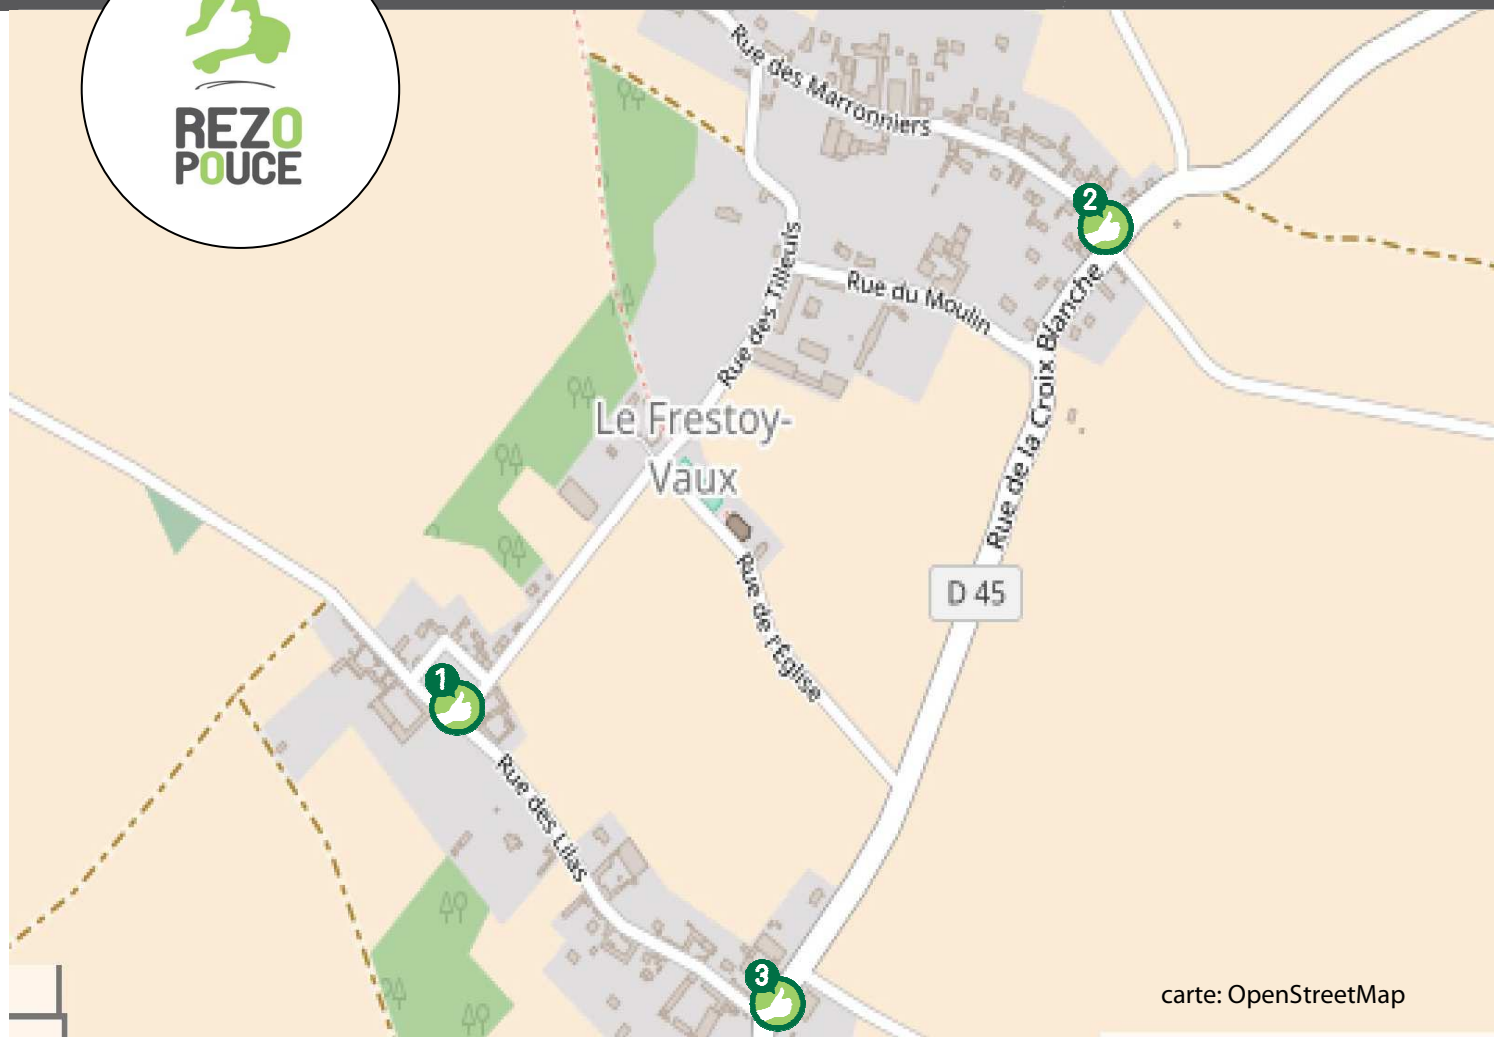 REZO
POUCE
Rue des Marronniers
2
Rue des Tilleuls
Rue du Moulin
Rue de la Croix Blanche
Le Frestoy-
Vaux
D 45
Rue de l'Église
1
Rue des Lilas
3
carte: OpenStreetMap